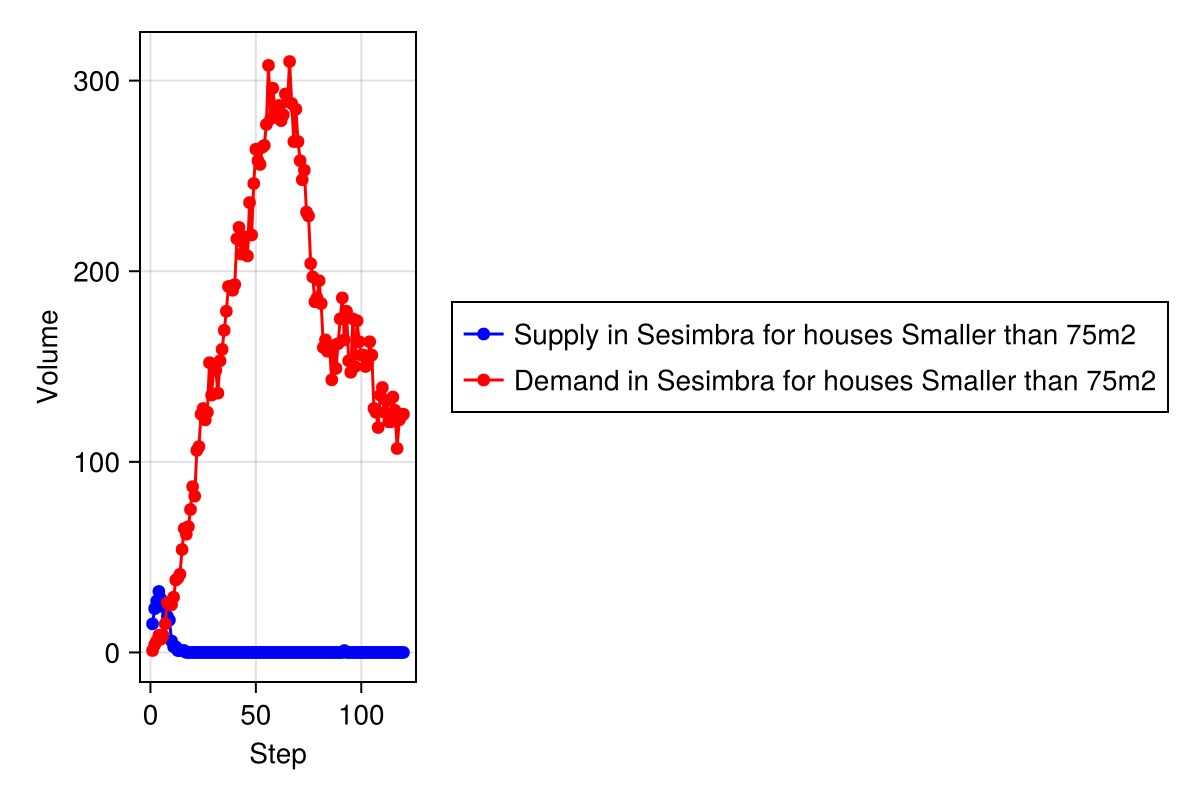 300
200
100
0
Volume
0 50 100
Step
Supply in Sesimbra for houses Smaller than 75m2
Demand in Sesimbra for houses Smaller than 75m2